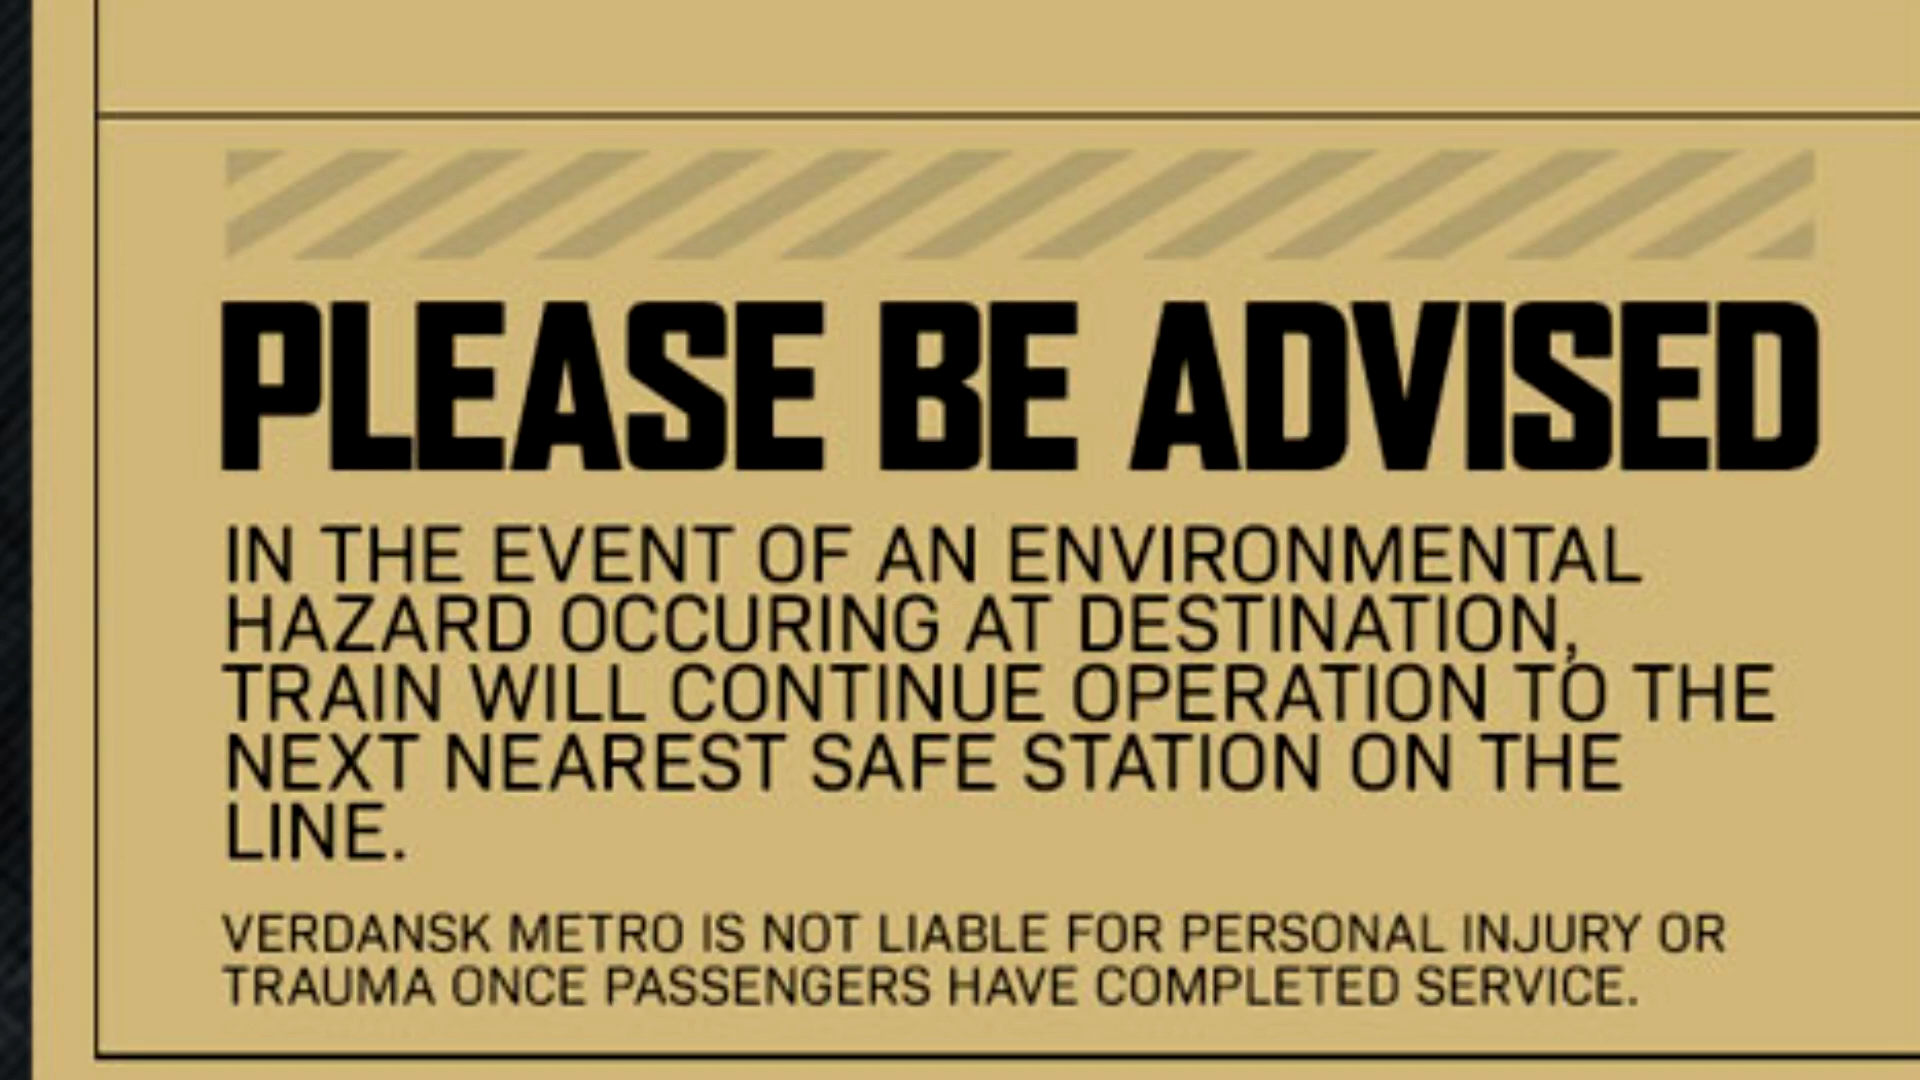 PLEASE BE ADVISED
IN THE EVENT OF AN ENVIRONMENTAL
HAZARD OCCURING AT DESTINATION,
TRAIN WILL CONTINUE OPERATION TO THE
NEXT NEAREST SAFE STATION ON THE
LINE.
VERDANSK METRO IS NOT LIABLE FOR PERSONAL INJURY OR
TRAUMA ONCE PASSENGERS HAVE COMPLETED SERVICE.